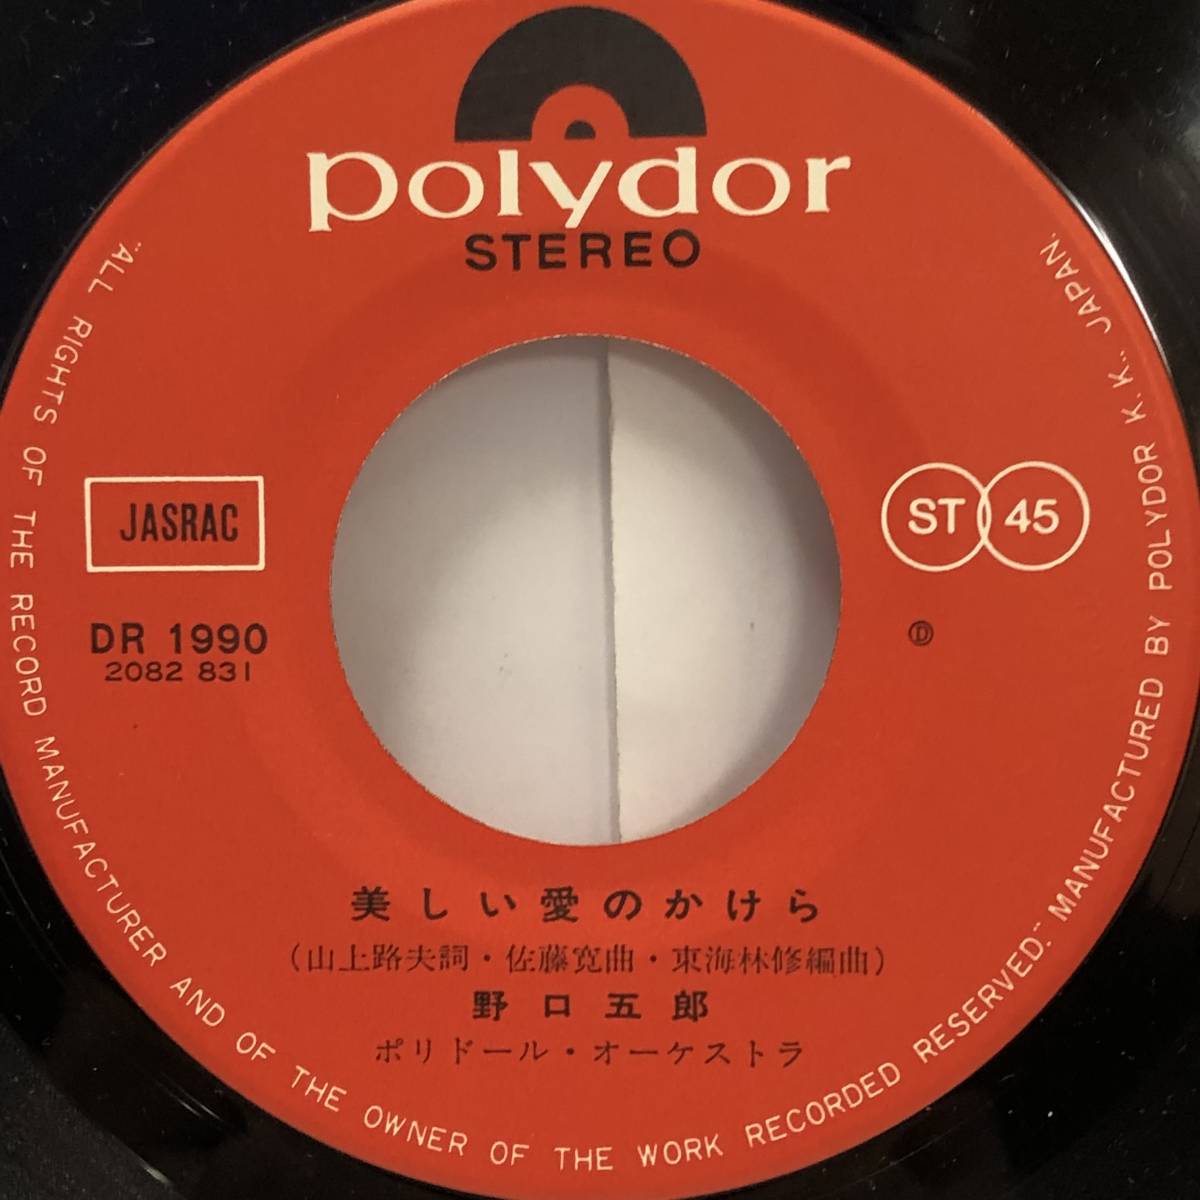 polydor
STEREO
JASRAC
ST 45
DR 1990
2082 831
Ⓓ
美しい愛のかけら
(山上路夫詞・佐藤寛曲・東海林修編曲)
野口五郎
ポリドール・オーケストラ
"ALL RIGHTS OF THE RECORD MANUFACTURER AND OF THE OWNER OF THE WORK RECORDED RESERVED." MANUFACTURED BY POLYDOR K. K., JAPAN.